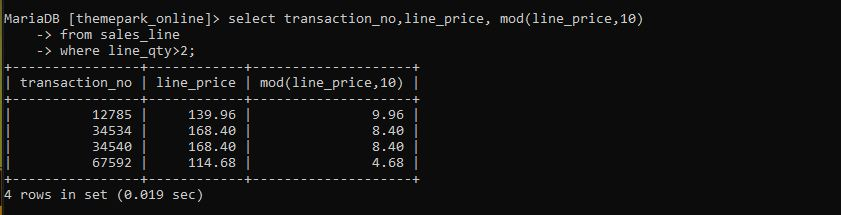 MariaDB [themepark_online]> select transaction_no,line_price, mod(line_price,10)
    -> from sales_line
    -> where line_qty>2;
+----------------+------------+--------------------+
| transaction_no | line_price | mod(line_price,10) |
+----------------+------------+--------------------+
|          12785 |     139.96 |               9.96 |
|          34534 |     168.40 |               8.40 |
|          34540 |     168.40 |               8.40 |
|          67592 |     114.68 |               4.68 |
+----------------+------------+--------------------+
4 rows in set (0.019 sec)